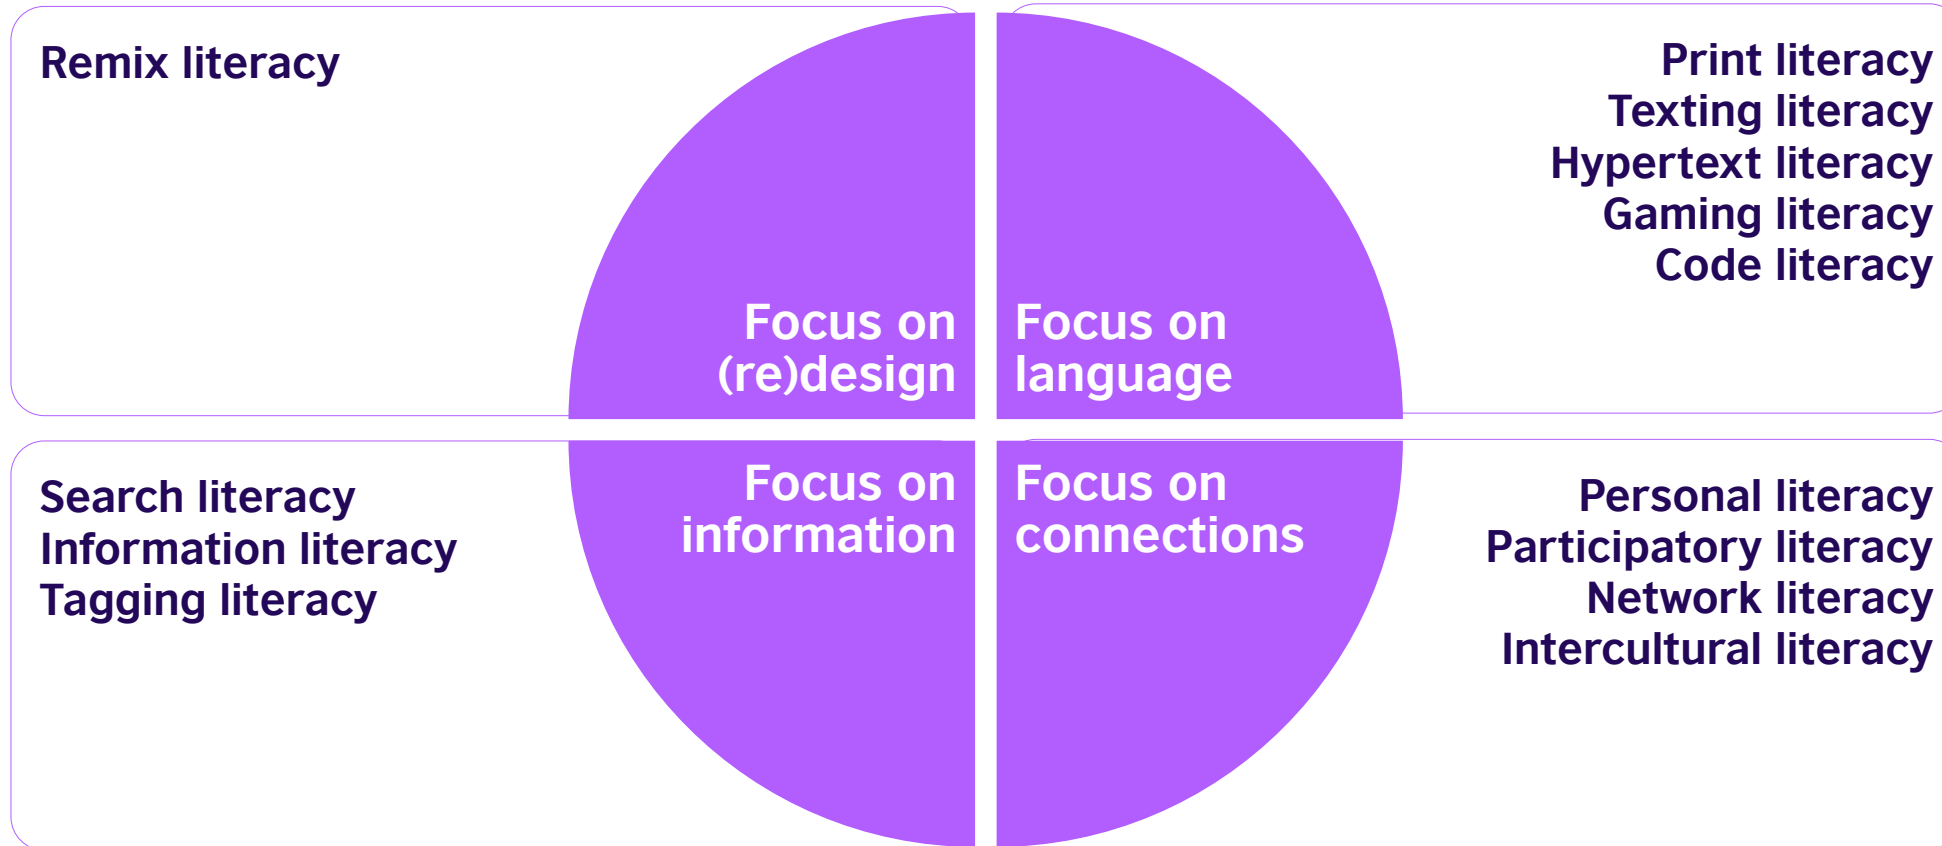 Remix literacy
Focus on
(re)design
Focus on
language
Print literacy
Texting literacy
Hypertext literacy
Gaming literacy
Code literacy
Search literacy
Information literacy
Tagging literacy
Focus on
information
Focus on
connections
Personal literacy
Participatory literacy
Network literacy
Intercultural literacy